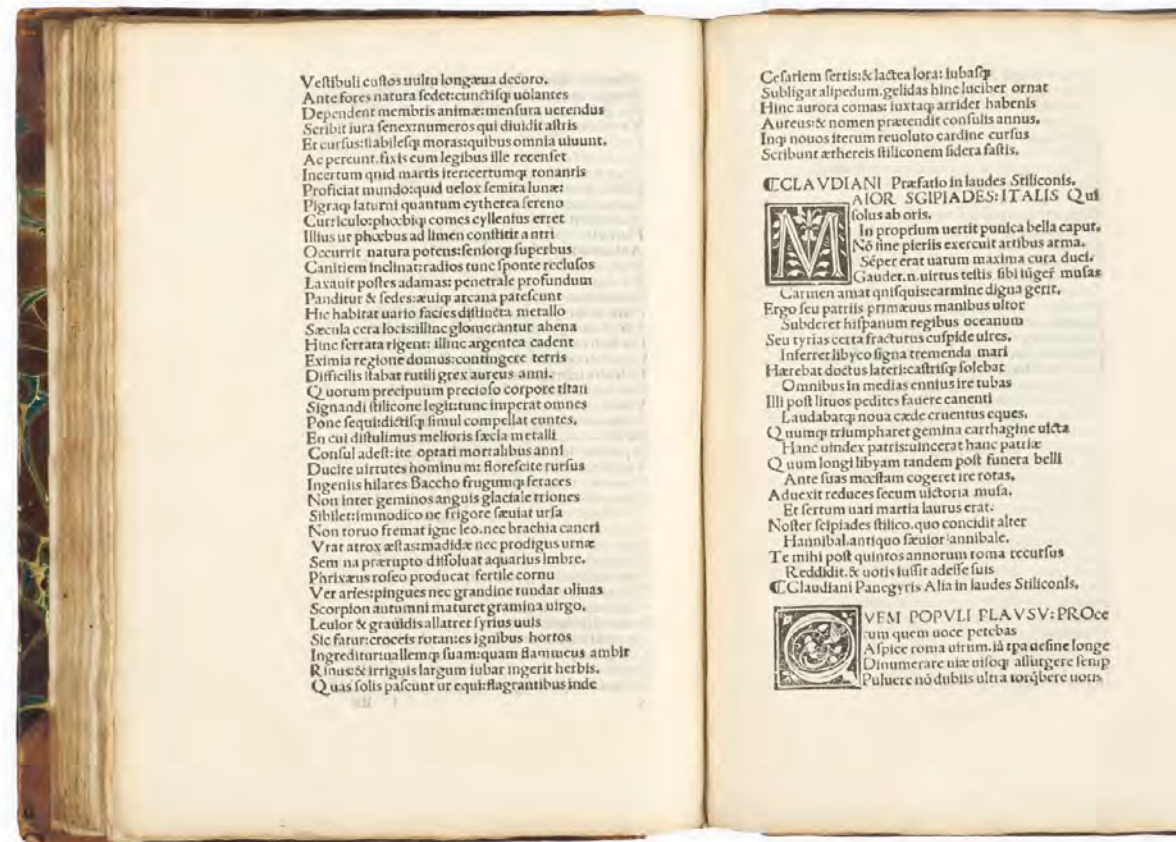 Vestibuli custos uultu longæua decoro.
Ante fores natura sedet:cunctisq; uolantes
Dependent membris animæ:mensura uerendus
Scribit iura senex:numeros qui diuidit astris
Et cursus:stabilesq; moras:quibus omnia uiuunt.
Ac pereunt.fixis cum legibus ille recenset
Incertum qnid martis iter:certumq; tonantis
Proficiat mundo:quid uelox semita lunæ:
Pigraq; saturni quantum cytherea sereno
Curriculo:phœbiq; comes cyllenius erret
Illius ut phœbus ad limen constitit antri
Occurrit natura potens:seniorq; superbus
Canitiem inclinat:radios tunc sponte reclusos
Laxauit postes adamas: penetrale profundum
Panditur & sedes:æuiq; arcana patescunt
Hic habitat uario facies distincta metallo
Sæcula certa locis:illinc glomerantur ahena
Hinc ferrata rigent: illinc argentea cadent
Eximia regione domus:contingere terris
Difficilis stabat rutili grex aureus anni.
Quorum precipuum precioso corpore titan
Signandi stilicone legit:tunc imperat omnes
Pone sequi:dictisq; simul compellat euntes.
En cui distulimus melioris sæcla metalli
Consul adest:ite optati mortalibus anni
Ducite uirtutes hominum: florescite rursus
Ingeniis hilares Baccho frugumq; feraces
Non inter geminos anguis glaciale triones
Sibilet:immodico ne frigore sæuiat ursa
Non toruo fremat igne leo.nec brachia cancri
Vrat atrox æstas:madidæ nec prodigus urnæ
Sem na prærupto dissoluat aquarius imbre.
Phrixæus roseo producat fertile cornu
Ver aries:pingues nec grandine tundat oliuas
Scorpion autumni maturet gramina uirgo.
Leuior & grauidis allatret syrius uuis
Sic fatur:croceis rotantes ignibus hortos
Ingreditur:uallemq; suam:quam flammeus ambit
Rinus:& irriguis largum iubar ingerit herbis.
Quas solis pascunt ur equi:flagrantibus inde
Cesariem sertis:& lactea lora: iubasq;
Subligat alipedum.gelidas hinc luciber ornat
Hinc aurora comas: iuxtaq; arridet habenis
Aureus:& nomen prætendit consulis annus.
Inq; nouos iterum reuoluto cardine cursus
Scribunt æthereis stiliconem sidera fastis.
CCLAVDIANI Præfatio in laudes Stiliconis.
MAIOR SGIPIADES:ITALIS Qui
solus ab oris.
In proprium uertit punica bella caput.
Nō sine pieriis exercuit artibus arma.
Sēper erat uatum maxima cura duci.
Gaudet.n.uirtus testis sibi iūger musas
Carmen amat qnisquis:carmine digna gerit.
Ergo seu patriis primæuus manibus ultor
Subderet hispanum regibus oceanum
Seu tyrias certa fracturus cuspide uires.
Inferret libyco signa tremenda mari
Hærebat doctus lateri:castrisq; solebat
Omnibus in medias ennius ire tubas
Illi post lituos pedites fauere canenti
Laudabatq; noua cæde cruentus eques.
Quumq; triumpharet gemina carthagine uicta
Hanc uindex patris:uincerat hanc patriæ
Quum longi libyam tandem post funera belli
Ante suas mœstam cogeret ire rotas.
Aduexit reduces secum uictoria musa.
Et sertum uati martia laurus erat.
Noster scipiades stilico.quo concidit alter
Hannibal.antiquo sæuior annibale.
Te mihi post quintos annorum roma recursus
Reddidit.& uotis iussit adesse suis
CClaudiani Panegyris Alia in laudes Stiliconis.
QVEM POPVLI PLAVSV:PROce
rum quem uoce petebas
Aspice roma uirum.iā tpa define longe
Dinumerare uiæ uisoq; assurgere semp
Puluere nō dubiis ultra torq̄bere uotis